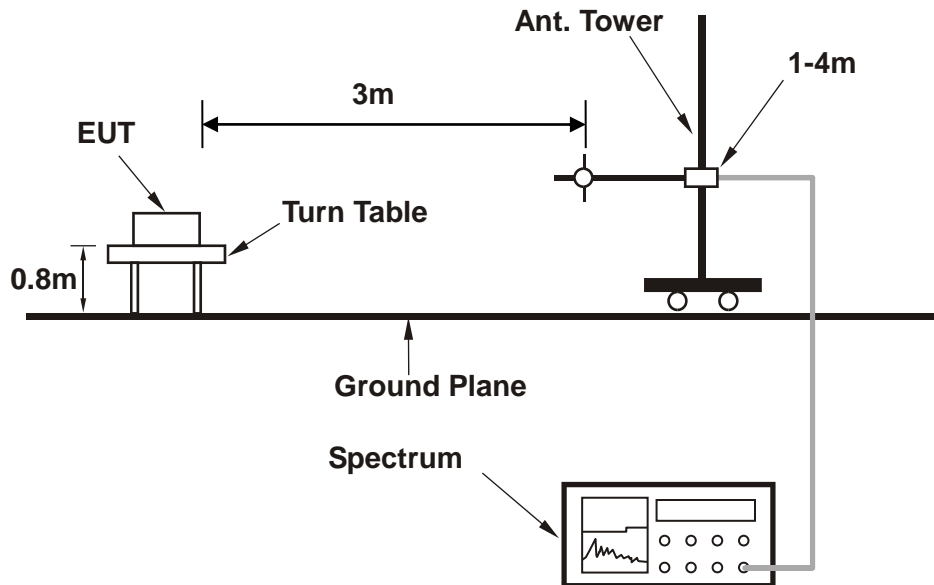 Ant. Tower
1-4m
3m
EUT
Turn Table
0.8m
Ground Plane
Spectrum